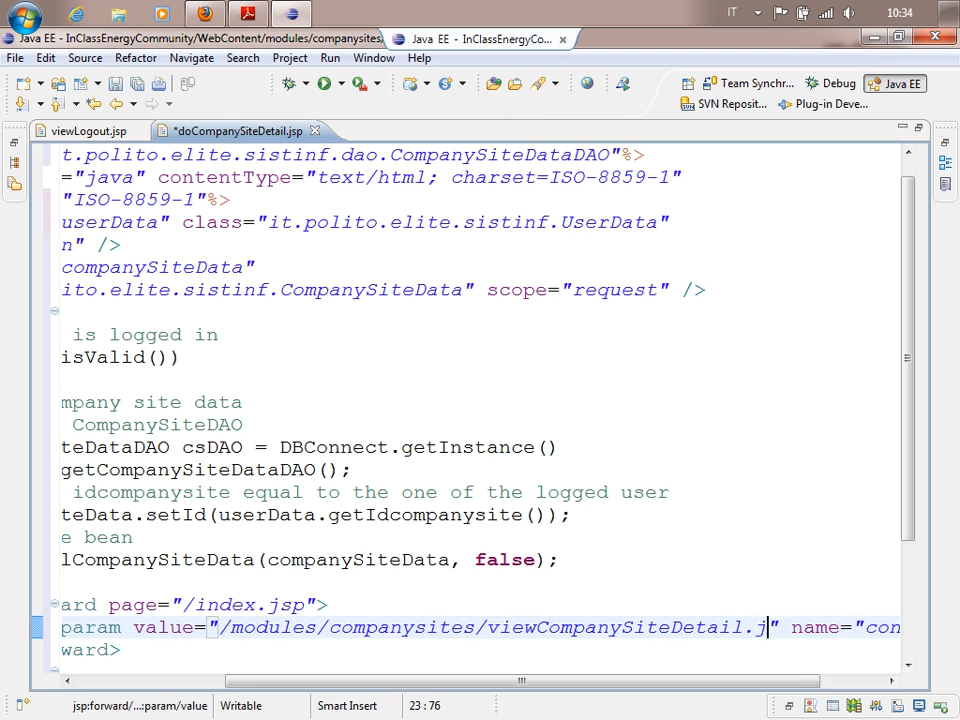 IT 10:34
Java EE - InClassEnergyCommunity/WebContent/modules/companysites,
Java EE - InClassEnergyCo...
File Edit Source Refactor Navigate Search Project Run Window Help
Team Synchr... Debug Java EE
SVN Reposit... Plug-in Deve...
viewLogout.jsp *doCompanySiteDetail.jsp
t.polito.elite.sistinf.dao.CompanySiteDataDAO"%>
="java" contentType="text/html; charset=ISO-8859-1"
"ISO-8859-1"%>
userData" class="it.polito.elite.sistinf.UserData"
n" />
companySiteData"
ito.elite.sistinf.CompanySiteData" scope="request" />
is logged in
isValid())
mpany site data
CompanySiteDAO
teDataDAO csDAO = DBConnect.getInstance()
getCompanySiteDataDAO();
idcompanysite equal to the one of the logged user
teData.setId(userData.getIdcompanysite());
e bean
lCompanySiteData(companySiteData, false);
ard page="/index.jsp">
param value="/modules/companysites/viewCompanySiteDetail.j" name="con
ward>
jsp:forward/...:param/value Writable Smart Insert 23 : 76